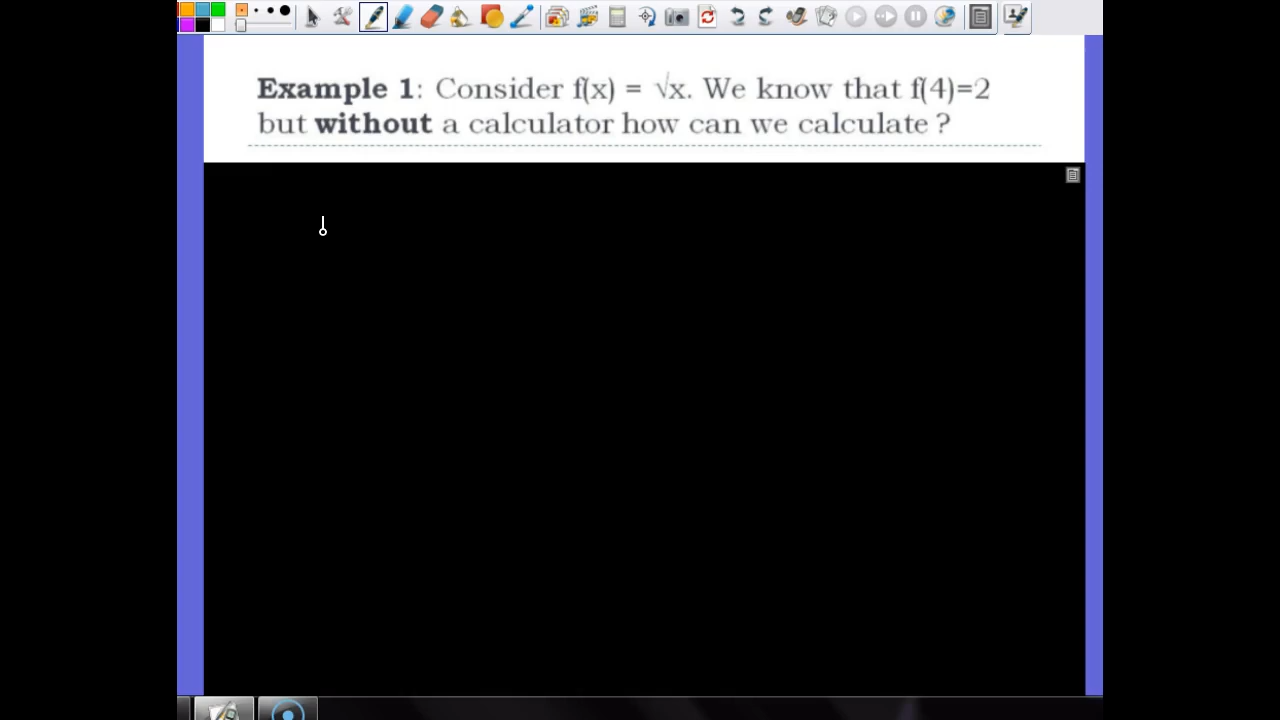 Example 1: Consider f(x) = √x. We know that f(4)=2
but without a calculator how can we calculate ?